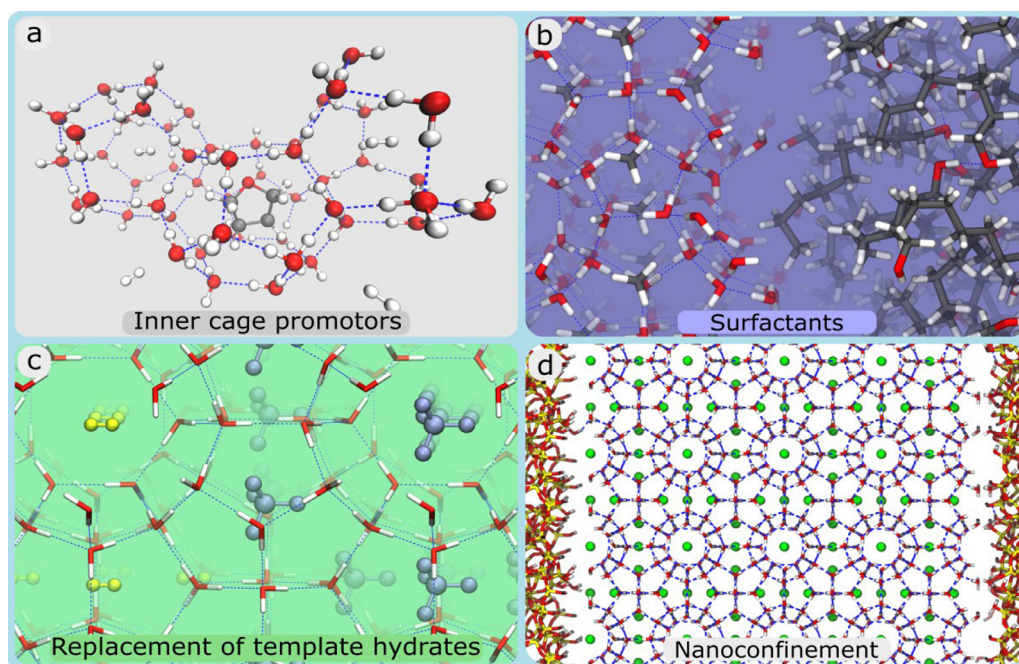 a
Inner cage promotors
b
Surfactants
c
Replacement of template hydrates
d
Nanoconfinement